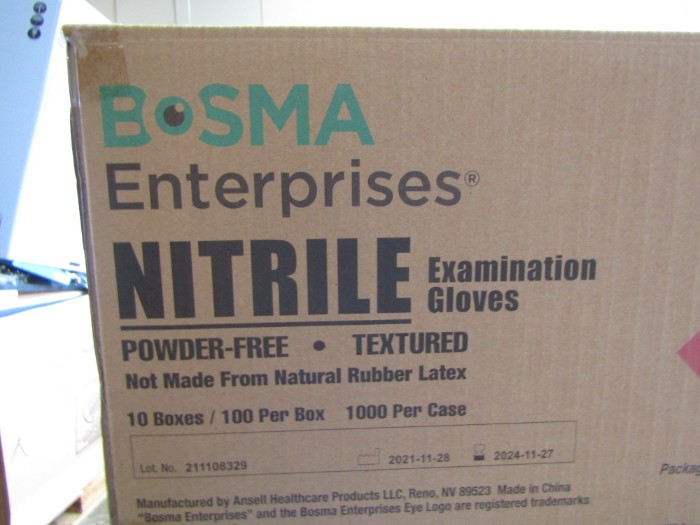 BOSMA
Enterprises®
NITRILE Examination Gloves
POWDER-FREE • TEXTURED
Not Made From Natural Rubber Latex
10 Boxes / 100 Per Box 1000 Per Case
Lot. No. 211108329 2021-11-28 2024-11-27
Packag
Manufactured by Ansell Healthcare Products LLC, Reno, NV 89523 Made in China
"Bosma Enterprises" and the Bosma Enterprises Eye Logo are registered trademarks